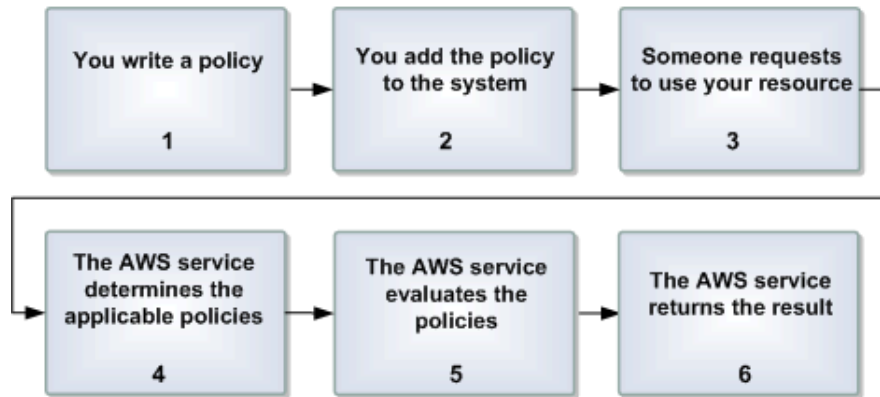 You write a policy
1
You add the policy
to the system
2
Someone requests
to use your resource
3
The AWS service
determines the
applicable policies
4
The AWS service
evaluates the
policies
5
The AWS service
returns the result
6